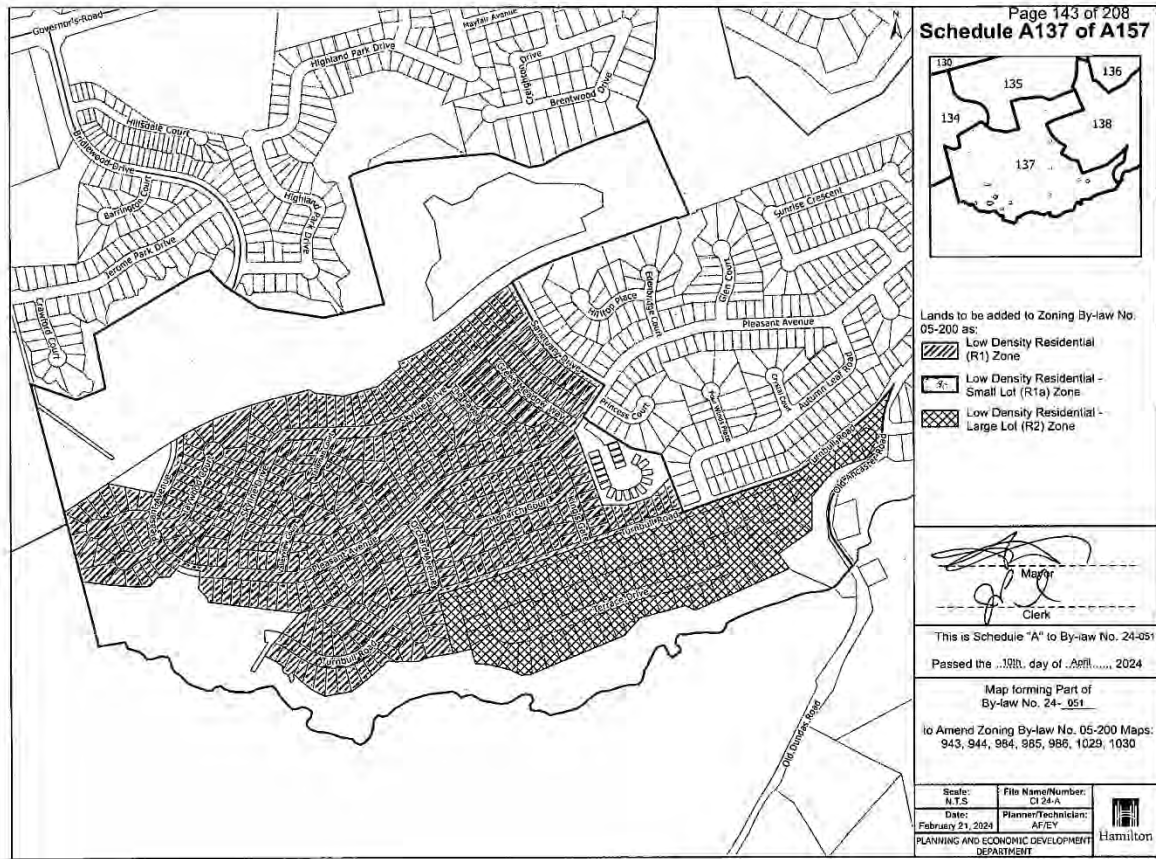 Page 143 of 208
Schedule A137 of A157
130
135
136
134
138
137
Lands to be added to Zoning By-law No.
05-200 as:
Low Density Residential
(R1) Zone
Low Density Residential -
Small Lot (R1a) Zone
Low Density Residential -
Large Lot (R2) Zone
Mayor
Clerk
This is Schedule "A" to By-law No. 24-051
Passed the ..10th.. day of ..April....., 2024
Map forming Part of
By-law No. 24- 051
to Amend Zoning By-law No. 05-200 Maps:
943, 944, 984, 985, 986, 1029, 1030
Scale:
N.T.S
File Name/Number:
CI 24-A
Date:
February 21, 2024
Planner/Technician:
AF/EY
PLANNING AND ECONOMIC DEVELOPMENT
DEPARTMENT
Hamilton
N
Governor's Road
Mayfair Avenue
Highland Park Drive
Creighton
Drive
Brentwood Drive
Hillsdale Court
Bridlewood Drive
Barrington Court
Highland
Park Drive
Jerome Park Drive
Crawford Court
Sunrise Crescent
Glen Court
Edenbridge Court
Hilltop Place
Pleasant Avenue
Autumn Leaf Road
Crystal Court
Princess Court
Sanctuary Avenue
Turnbull Road
Old Ancaster Road
Monarch Court
Pleasant Avenue
Turnbull Road
Terrace Drive
Turnbull Road
Old Dundas Road